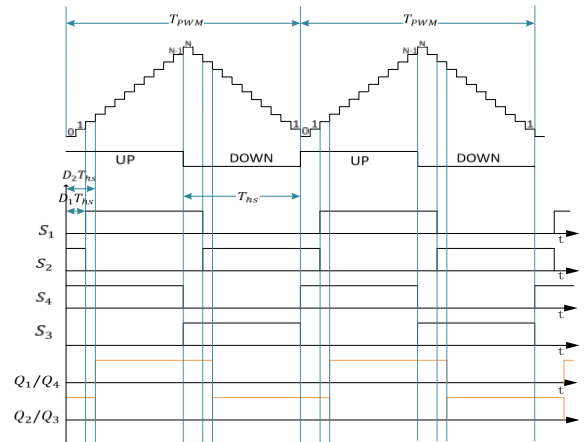 T_PWM T_PWM
N N
N-1 N-1
0 1 1 0 1 1
UP DOWN UP DOWN
D_2T_hs
D_1T_hs T_hs
S_1 t
S_2 t
S_4 t
S_3 t
Q_1/Q_4 t
Q_2/Q_3 t